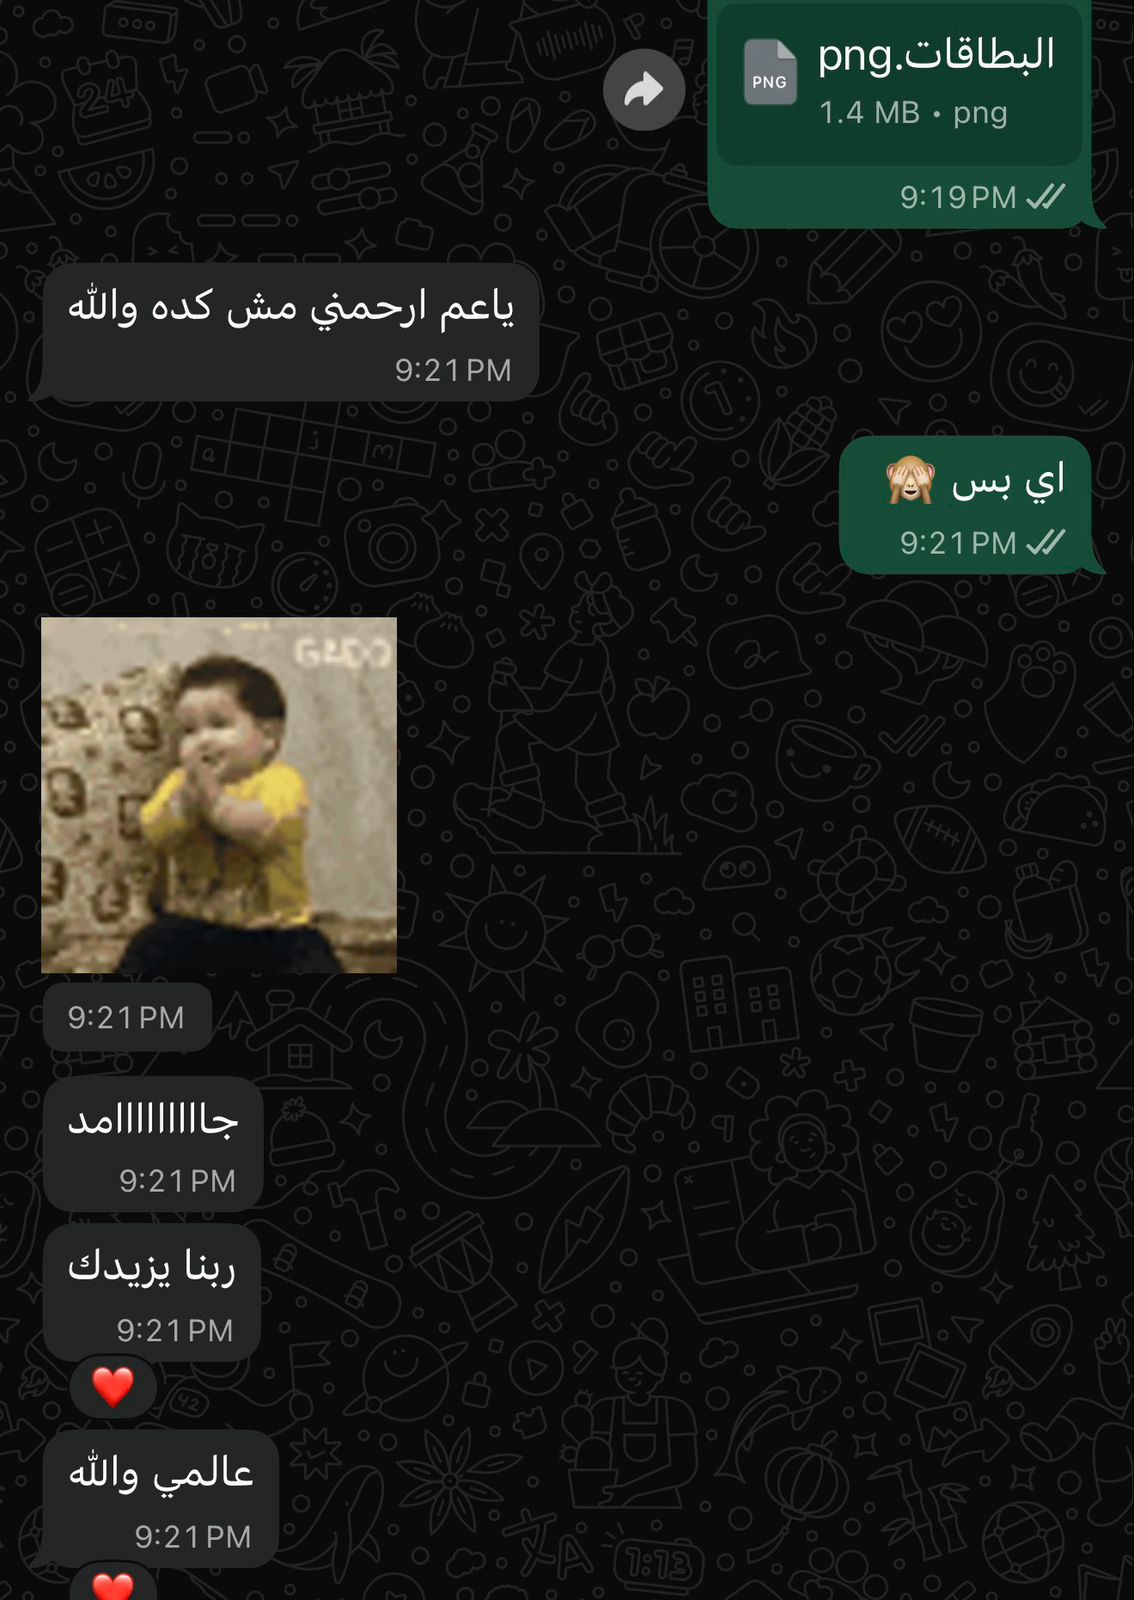 البطاقات.png
PNG
1.4 MB • png
9:19 PM
ياعم ارحمني مش كده والله
9:21 PM
اي بس 🙈
9:21 PM
GADO
9:21 PM
جااااااااامد
9:21 PM
ربنا يزيدك
9:21 PM
❤️
عالمي والله
9:21 PM
❤️